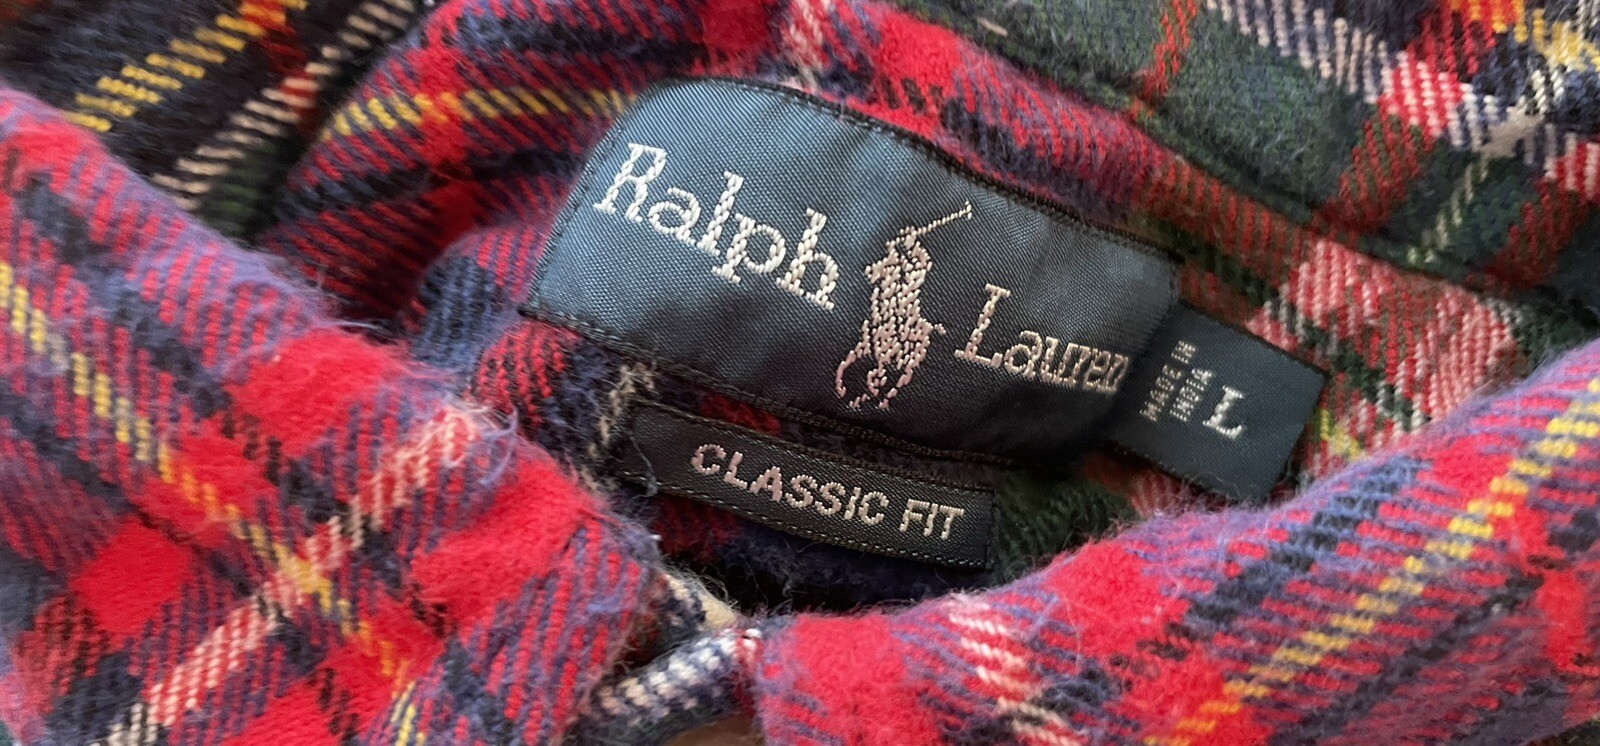 Ralph Lauren
CLASSIC FIT
MADE IN
INDIA
L